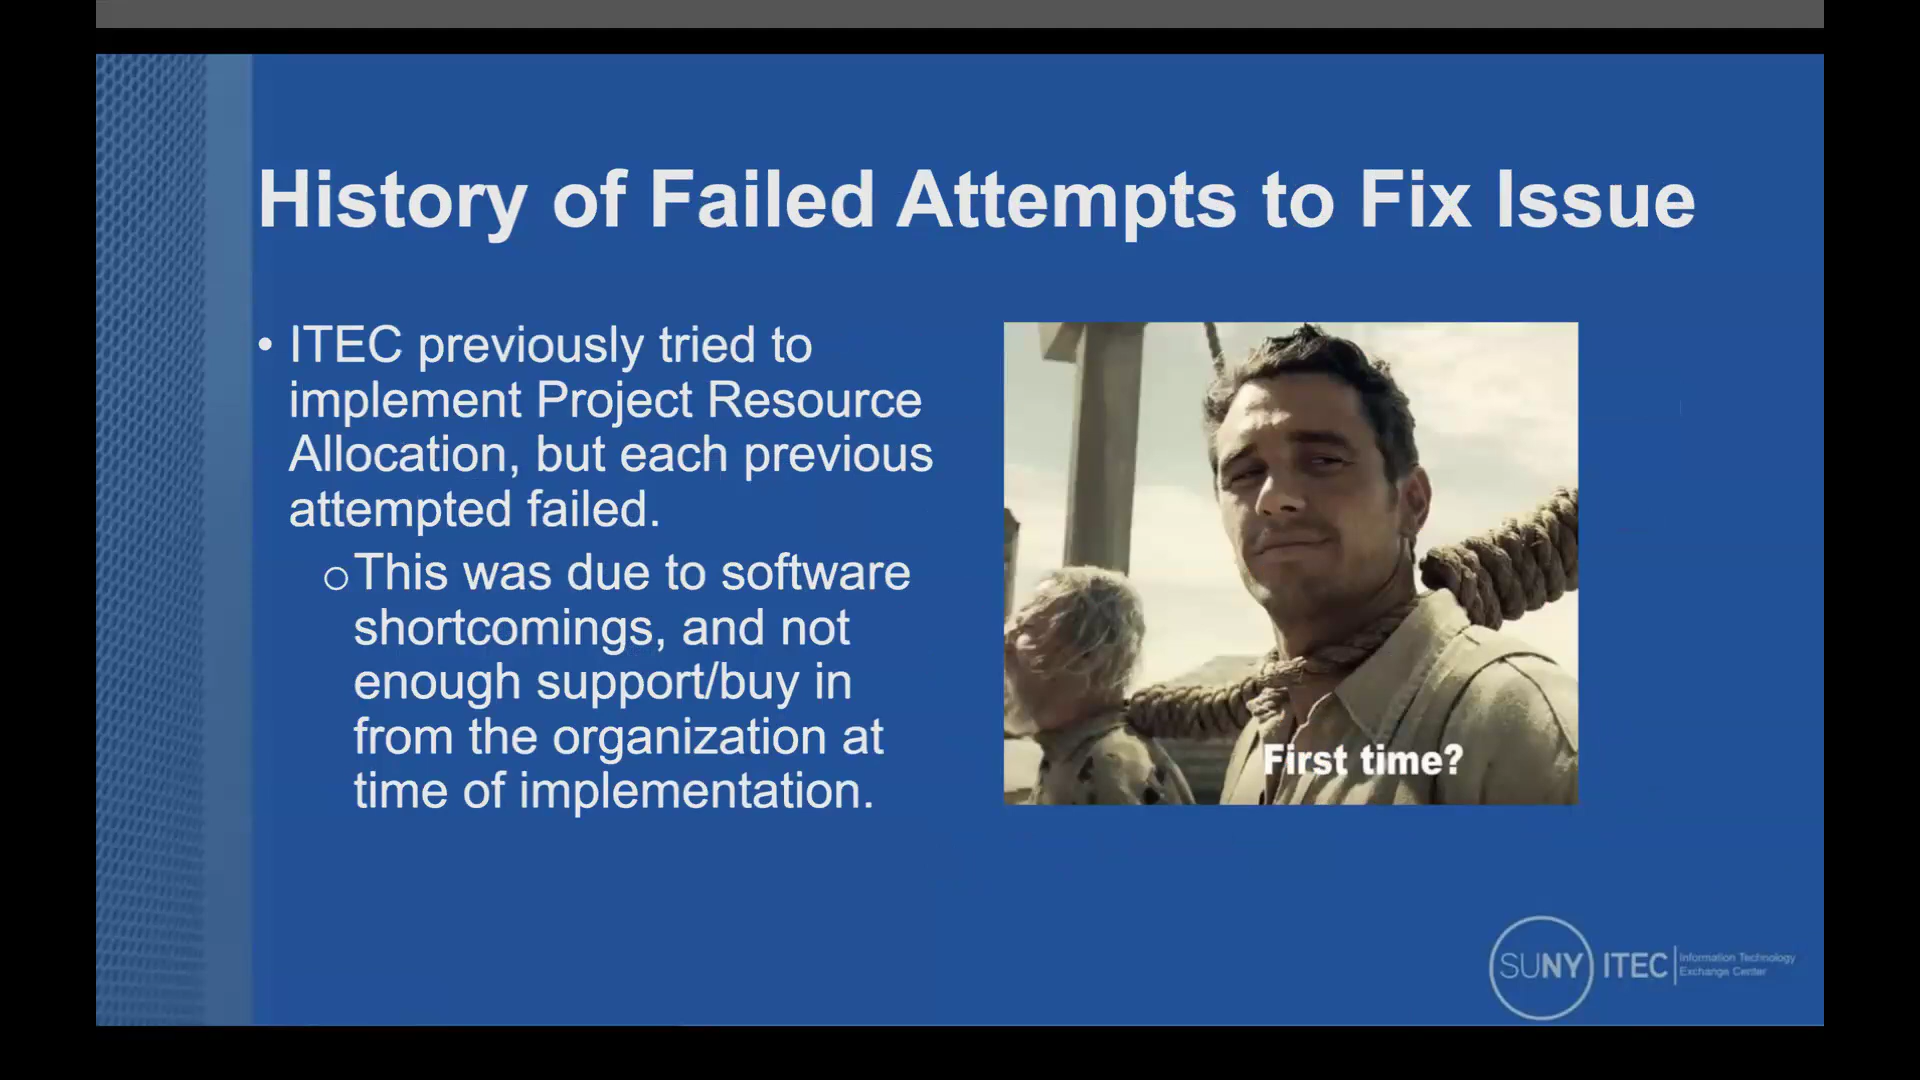 History of Failed Attempts to Fix Issue
• ITEC previously tried to
implement Project Resource
Allocation, but each previous
attempted failed.
oThis was due to software
shortcomings, and not
enough support/buy in
from the organization at
time of implementation.
First time?
SUNY ITEC
Information Technology
Exchange Center